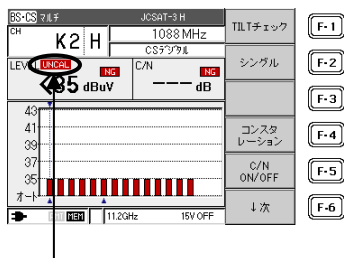 BS・CS マルチ JCSAT-3 H
CH K2 H 1088 MHz
CSデジタル
LEV UNCAL NG 35 dBuV
C/N NG --- dB
43
41
39
37
35
オート
MEM 11.2GHz 15V OFF
TILTチェック F・1
シングル F・2
F・3
コンスタレーション F・4
C/N ON/OFF F・5
↓次 F・6